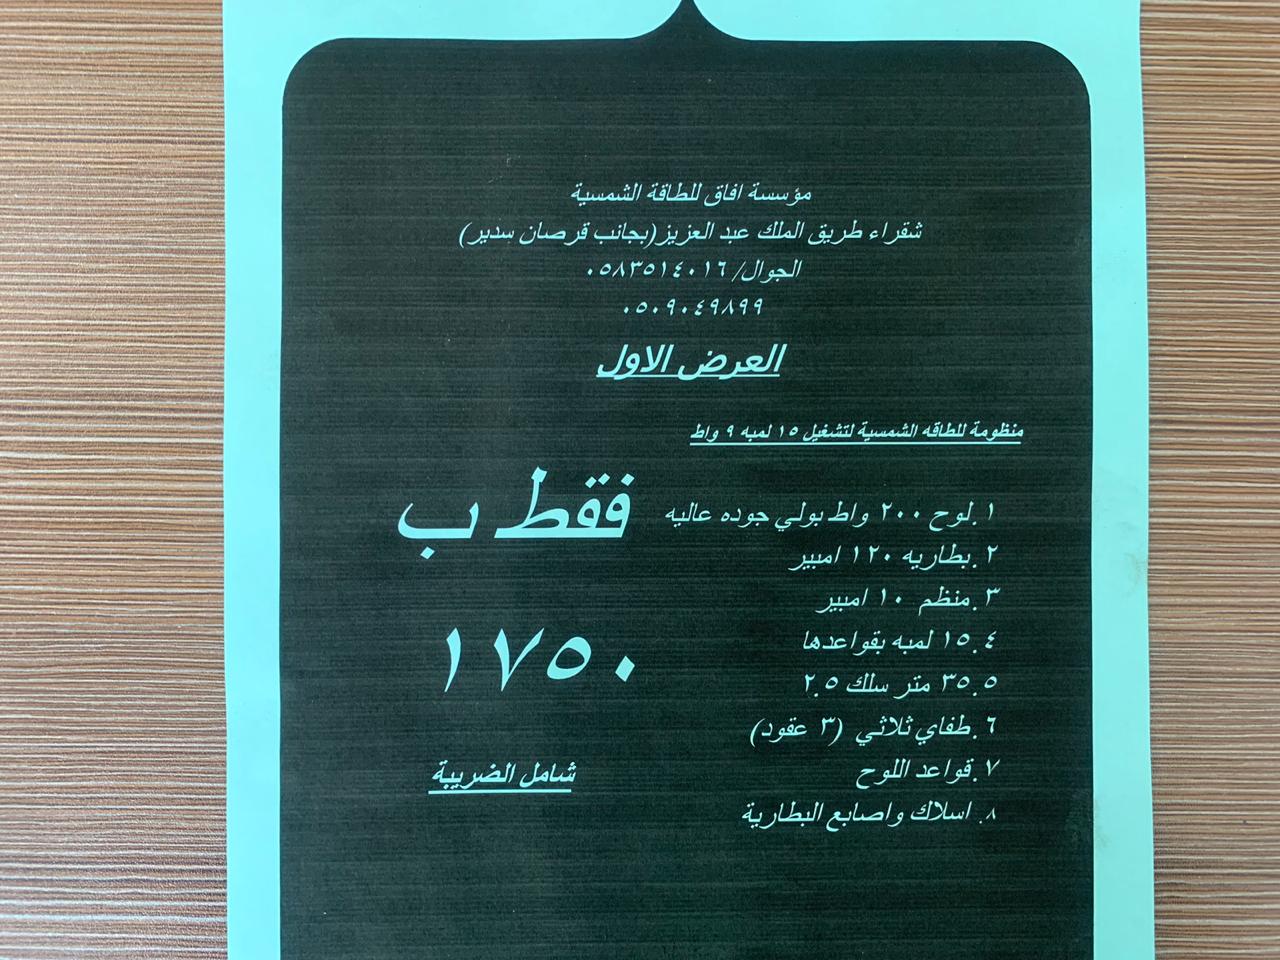 مؤسسة افاق للطاقة الشمسية
شقراء طريق الملك عبد العزيز(بجانب قرصان سدير)
الجوال/ ٠٥٨٣٥١٤٠١٦
٠٥٠٩٠٤٩٨٩٩
العرض الاول
منظومة للطاقه الشمسية لتشغيل ١٥ لمبه ٩ واط
١.لوح ٢٠٠ واط بولي جوده عاليه
٢.بطاريه ١٢٠ امبير
٣.منظم ١٠ امبير
٤.١٥ لمبه بقواعدها
٥.٣٥ متر سلك ٢.٥
٦.طفاي ثلاثي (٣ عقود)
٧.قواعد اللوح
٨. اسلاك واصابع البطارية
فقط ب
١٧٥٠
شامل الضريبة